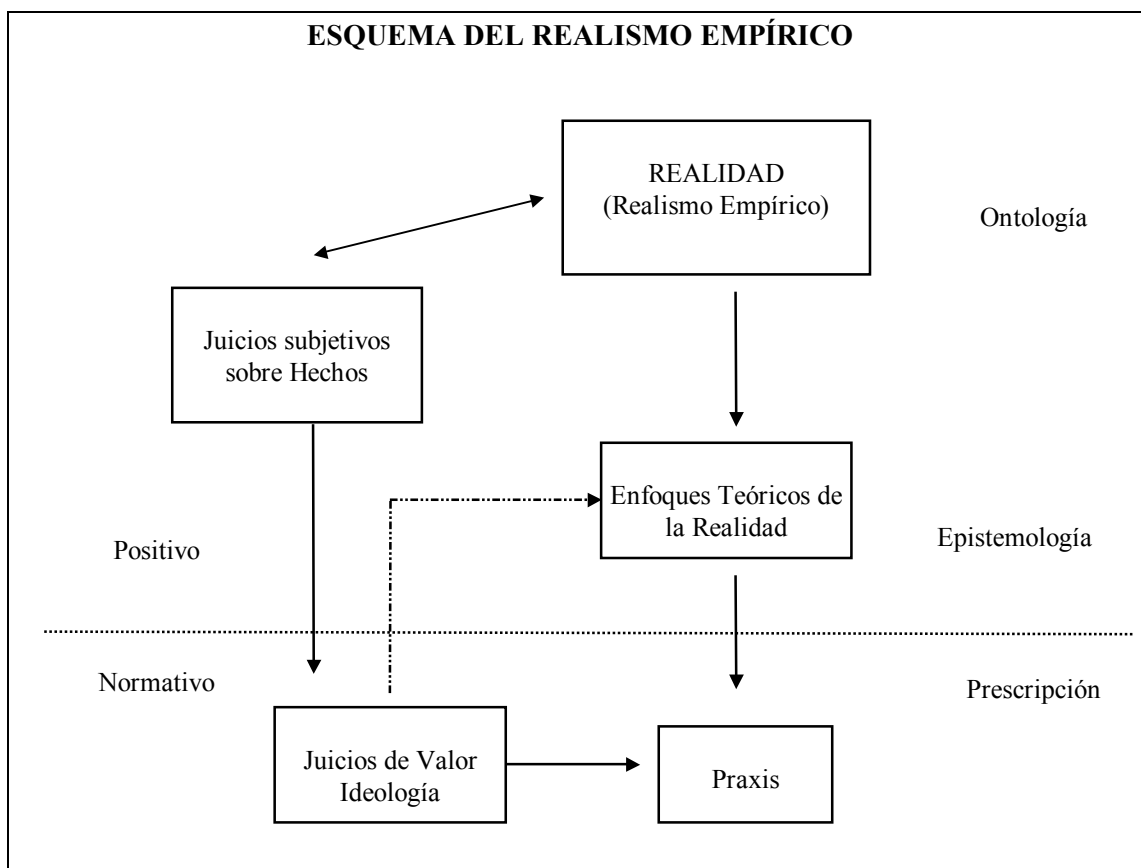 ESQUEMA DEL REALISMO EMPÍRICO
REALIDAD
(Realismo Empírico)
Ontología
Juicios subjetivos
sobre Hechos
Enfoques Teóricos de
la Realidad
Positivo
Epistemología
Normativo
Prescripción
Juicios de Valor
Ideología
Praxis